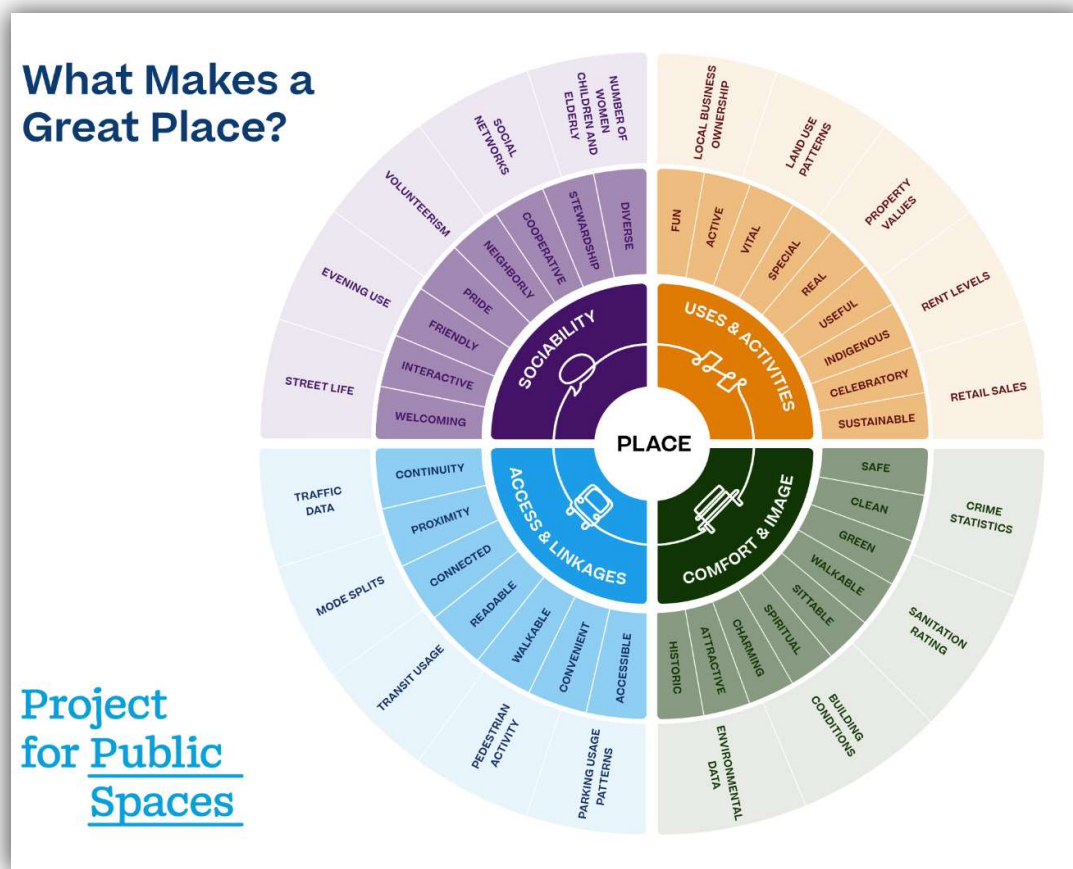 What Makes a
Great Place?
NUMBER OF
WOMEN
CHILDREN AND
ELDERLY
SOCIAL
NETWORKS
VOLUNTEERISM
EVENING USE
STREET LIFE
DIVERSE
STEWARDSHIP
COOPERATIVE
NEIGHBORLY
PRIDE
FRIENDLY
INTERACTIVE
WELCOMING
SOCIABILITY
LOCAL BUSINESS
OWNERSHIP
LAND USE
PATTERNS
PROPERTY
VALUES
RENT LEVELS
RETAIL SALES
FUN
ACTIVE
VITAL
SPECIAL
REAL
USEFUL
INDIGENOUS
CELEBRATORY
SUSTAINABLE
USES & ACTIVITIES
PLACE
ACCESS & LINKAGES
CONTINUITY
PROXIMITY
CONNECTED
READABLE
WALKABLE
CONVENIENT
ACCESSIBLE
TRAFFIC
DATA
MODE SPLITS
TRANSIT USAGE
PEDESTRIAN
ACTIVITY
PARKING USAGE
PATTERNS
COMFORT & IMAGE
SAFE
CLEAN
GREEN
WALKABLE
SITTABLE
SPIRITUAL
CHARMING
ATTRACTIVE
HISTORIC
CRIME
STATISTICS
SANITATION
RATING
BUILDING
CONDITIONS
ENVIRONMENTAL
DATA
Project
for Public
Spaces